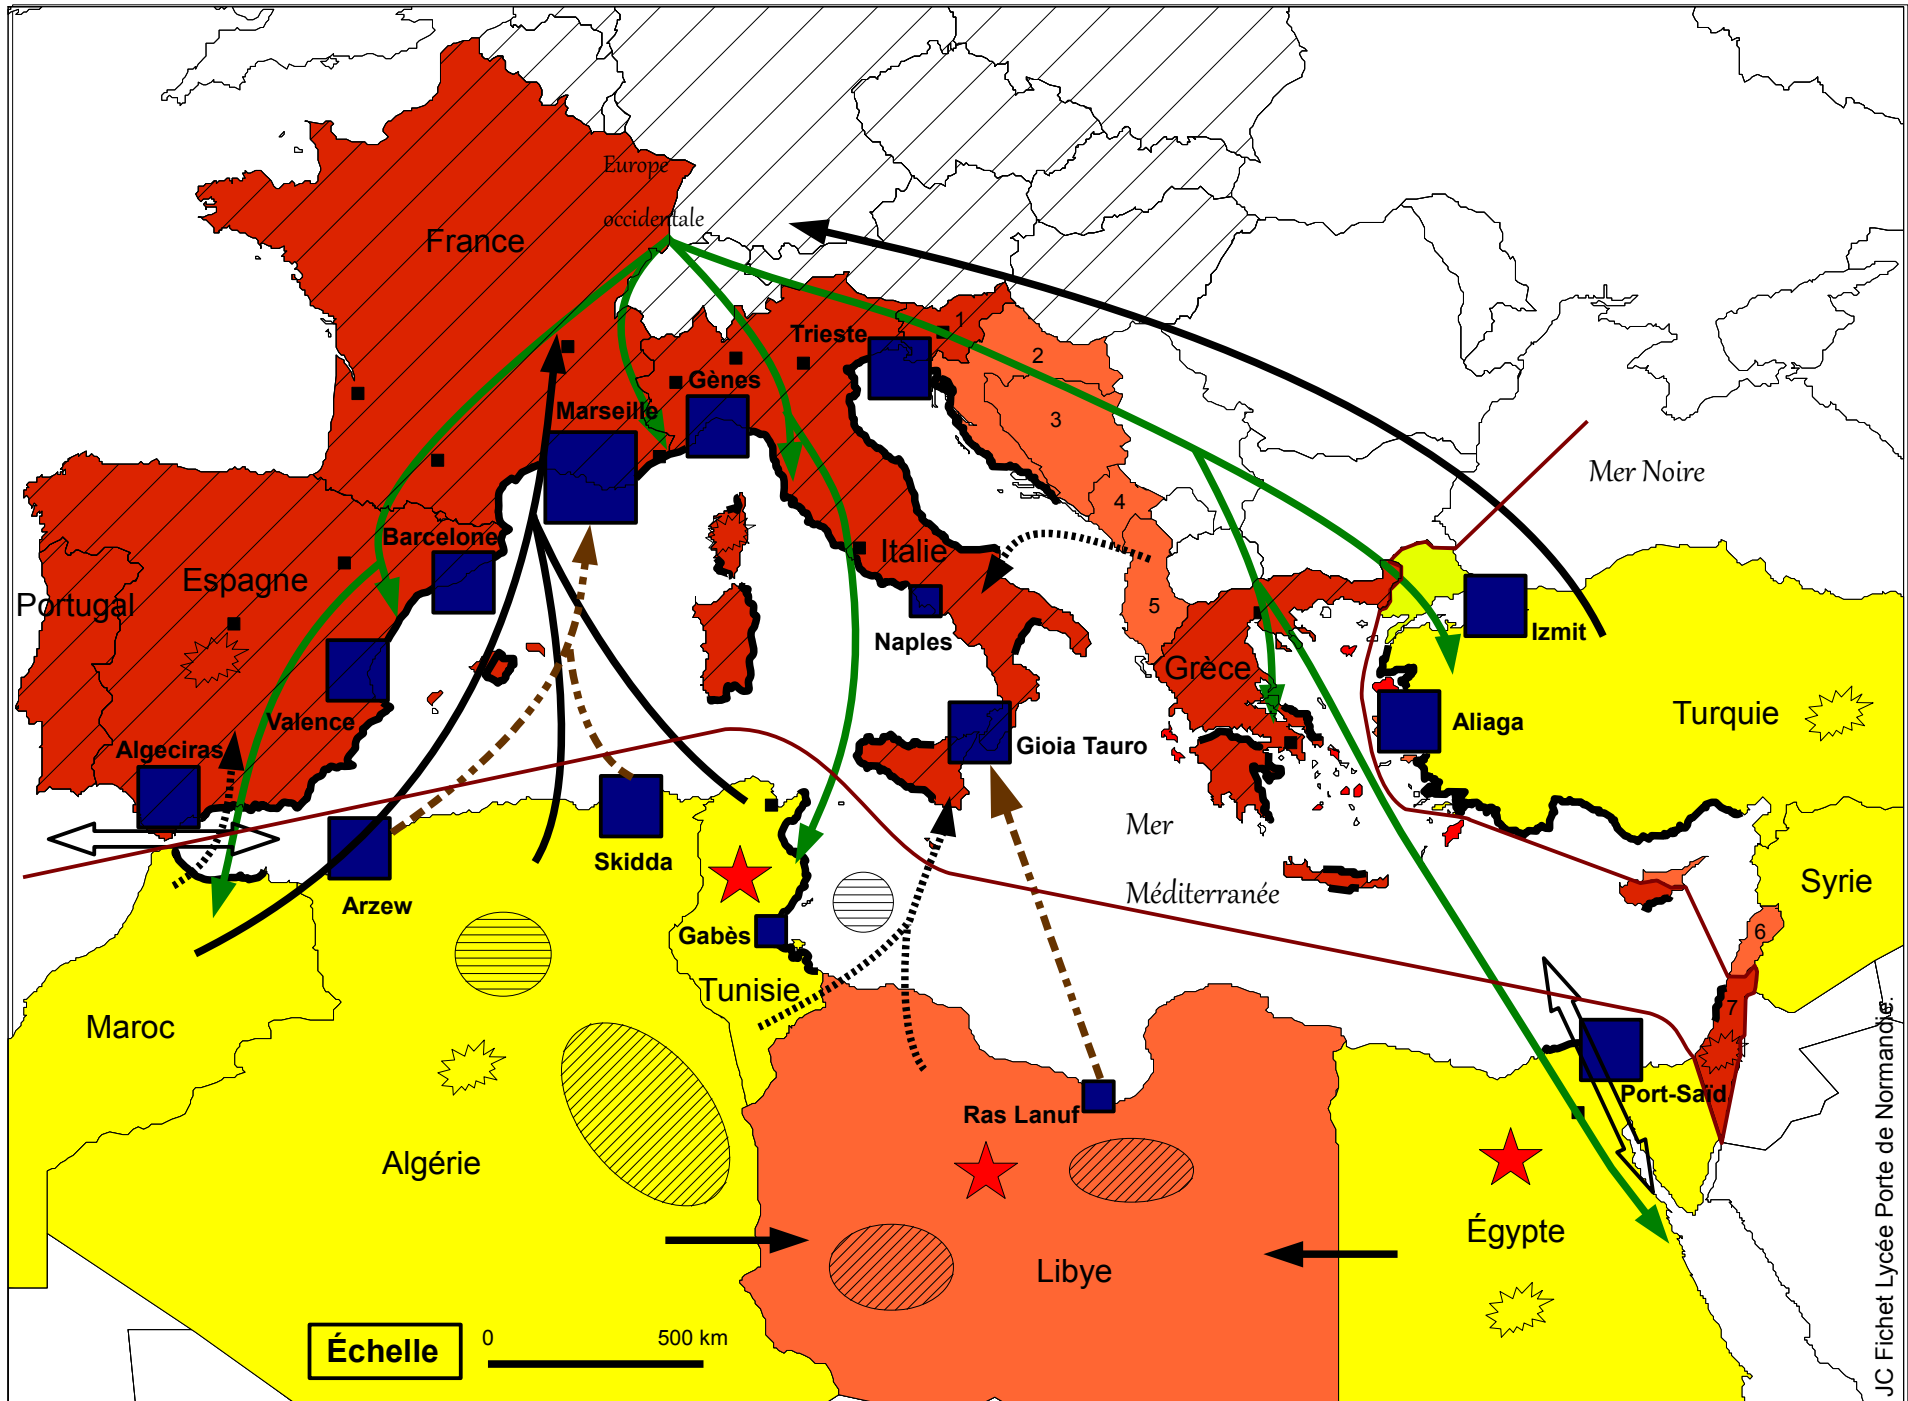 Europe
occidentale
France
Trieste
1
2
Gènes
Marseille
3
Mer Noire
4
Barcelone
Italie
Espagne
Portugal
5
Izmit
Naples
Grèce
Valence
Aliaga
Turquie
Algeciras
Gioia Tauro
Mer
Méditerranée
Skidda
Syrie
Arzew
6
Gabès
Tunisie
7
Maroc
Port-Saïd
Ras Lanuf
Algérie
Égypte
Libye
Échelle
0
500 km
JC Fichet Lycée Porte de Normandie.